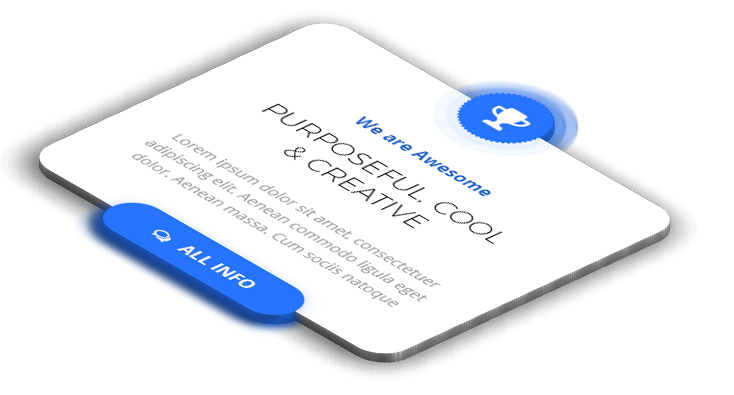 We are Awesome
PURPOSEFUL, COOL
& CREATIVE
Lorem ipsum dolor sit amet, consectetuer
adipiscing elit. Aenean commodo ligula eget
dolor. Aenean massa. Cum sociis natoque
ALL INFO